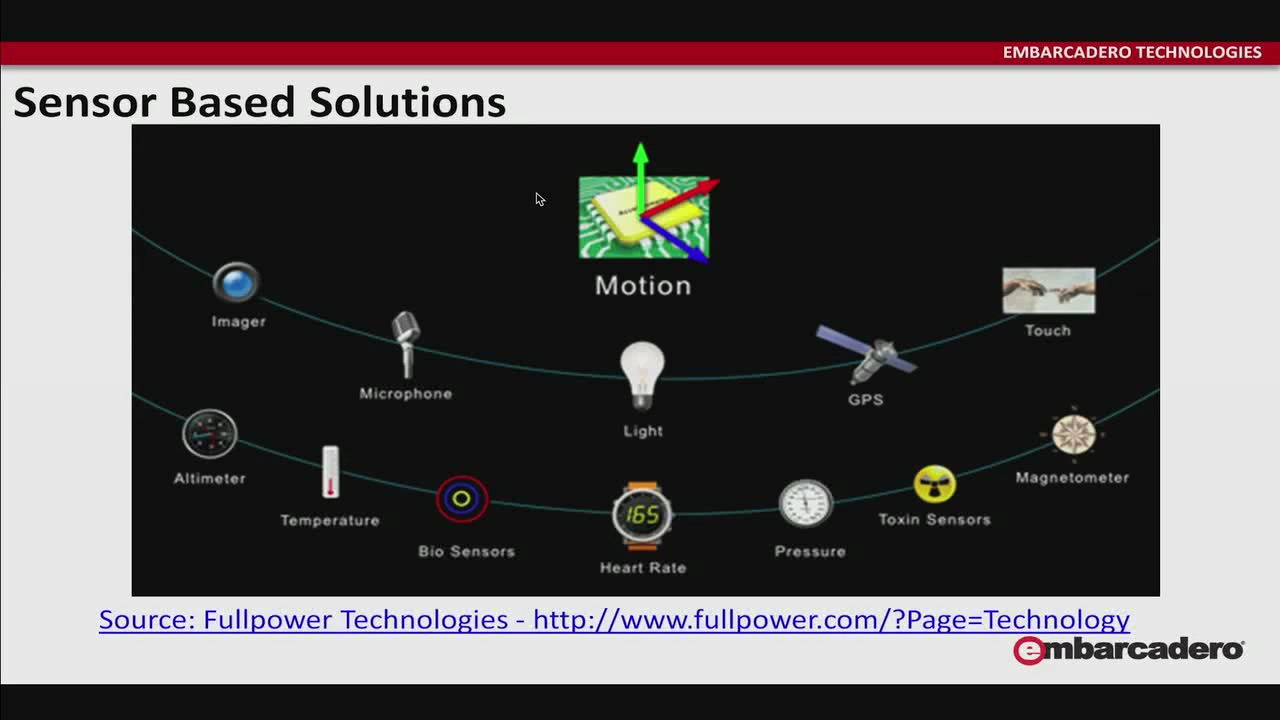 EMBARCADERO TECHNOLOGIES
Sensor Based Solutions
Motion
Imager
Touch
Microphone
GPS
Light
Altimeter
Magnetometer
Temperature
Toxin Sensors
Bio Sensors
165
Pressure
Heart Rate
Source: Fullpower Technologies - http://www.fullpower.com/?Page=Technology
embarcadero